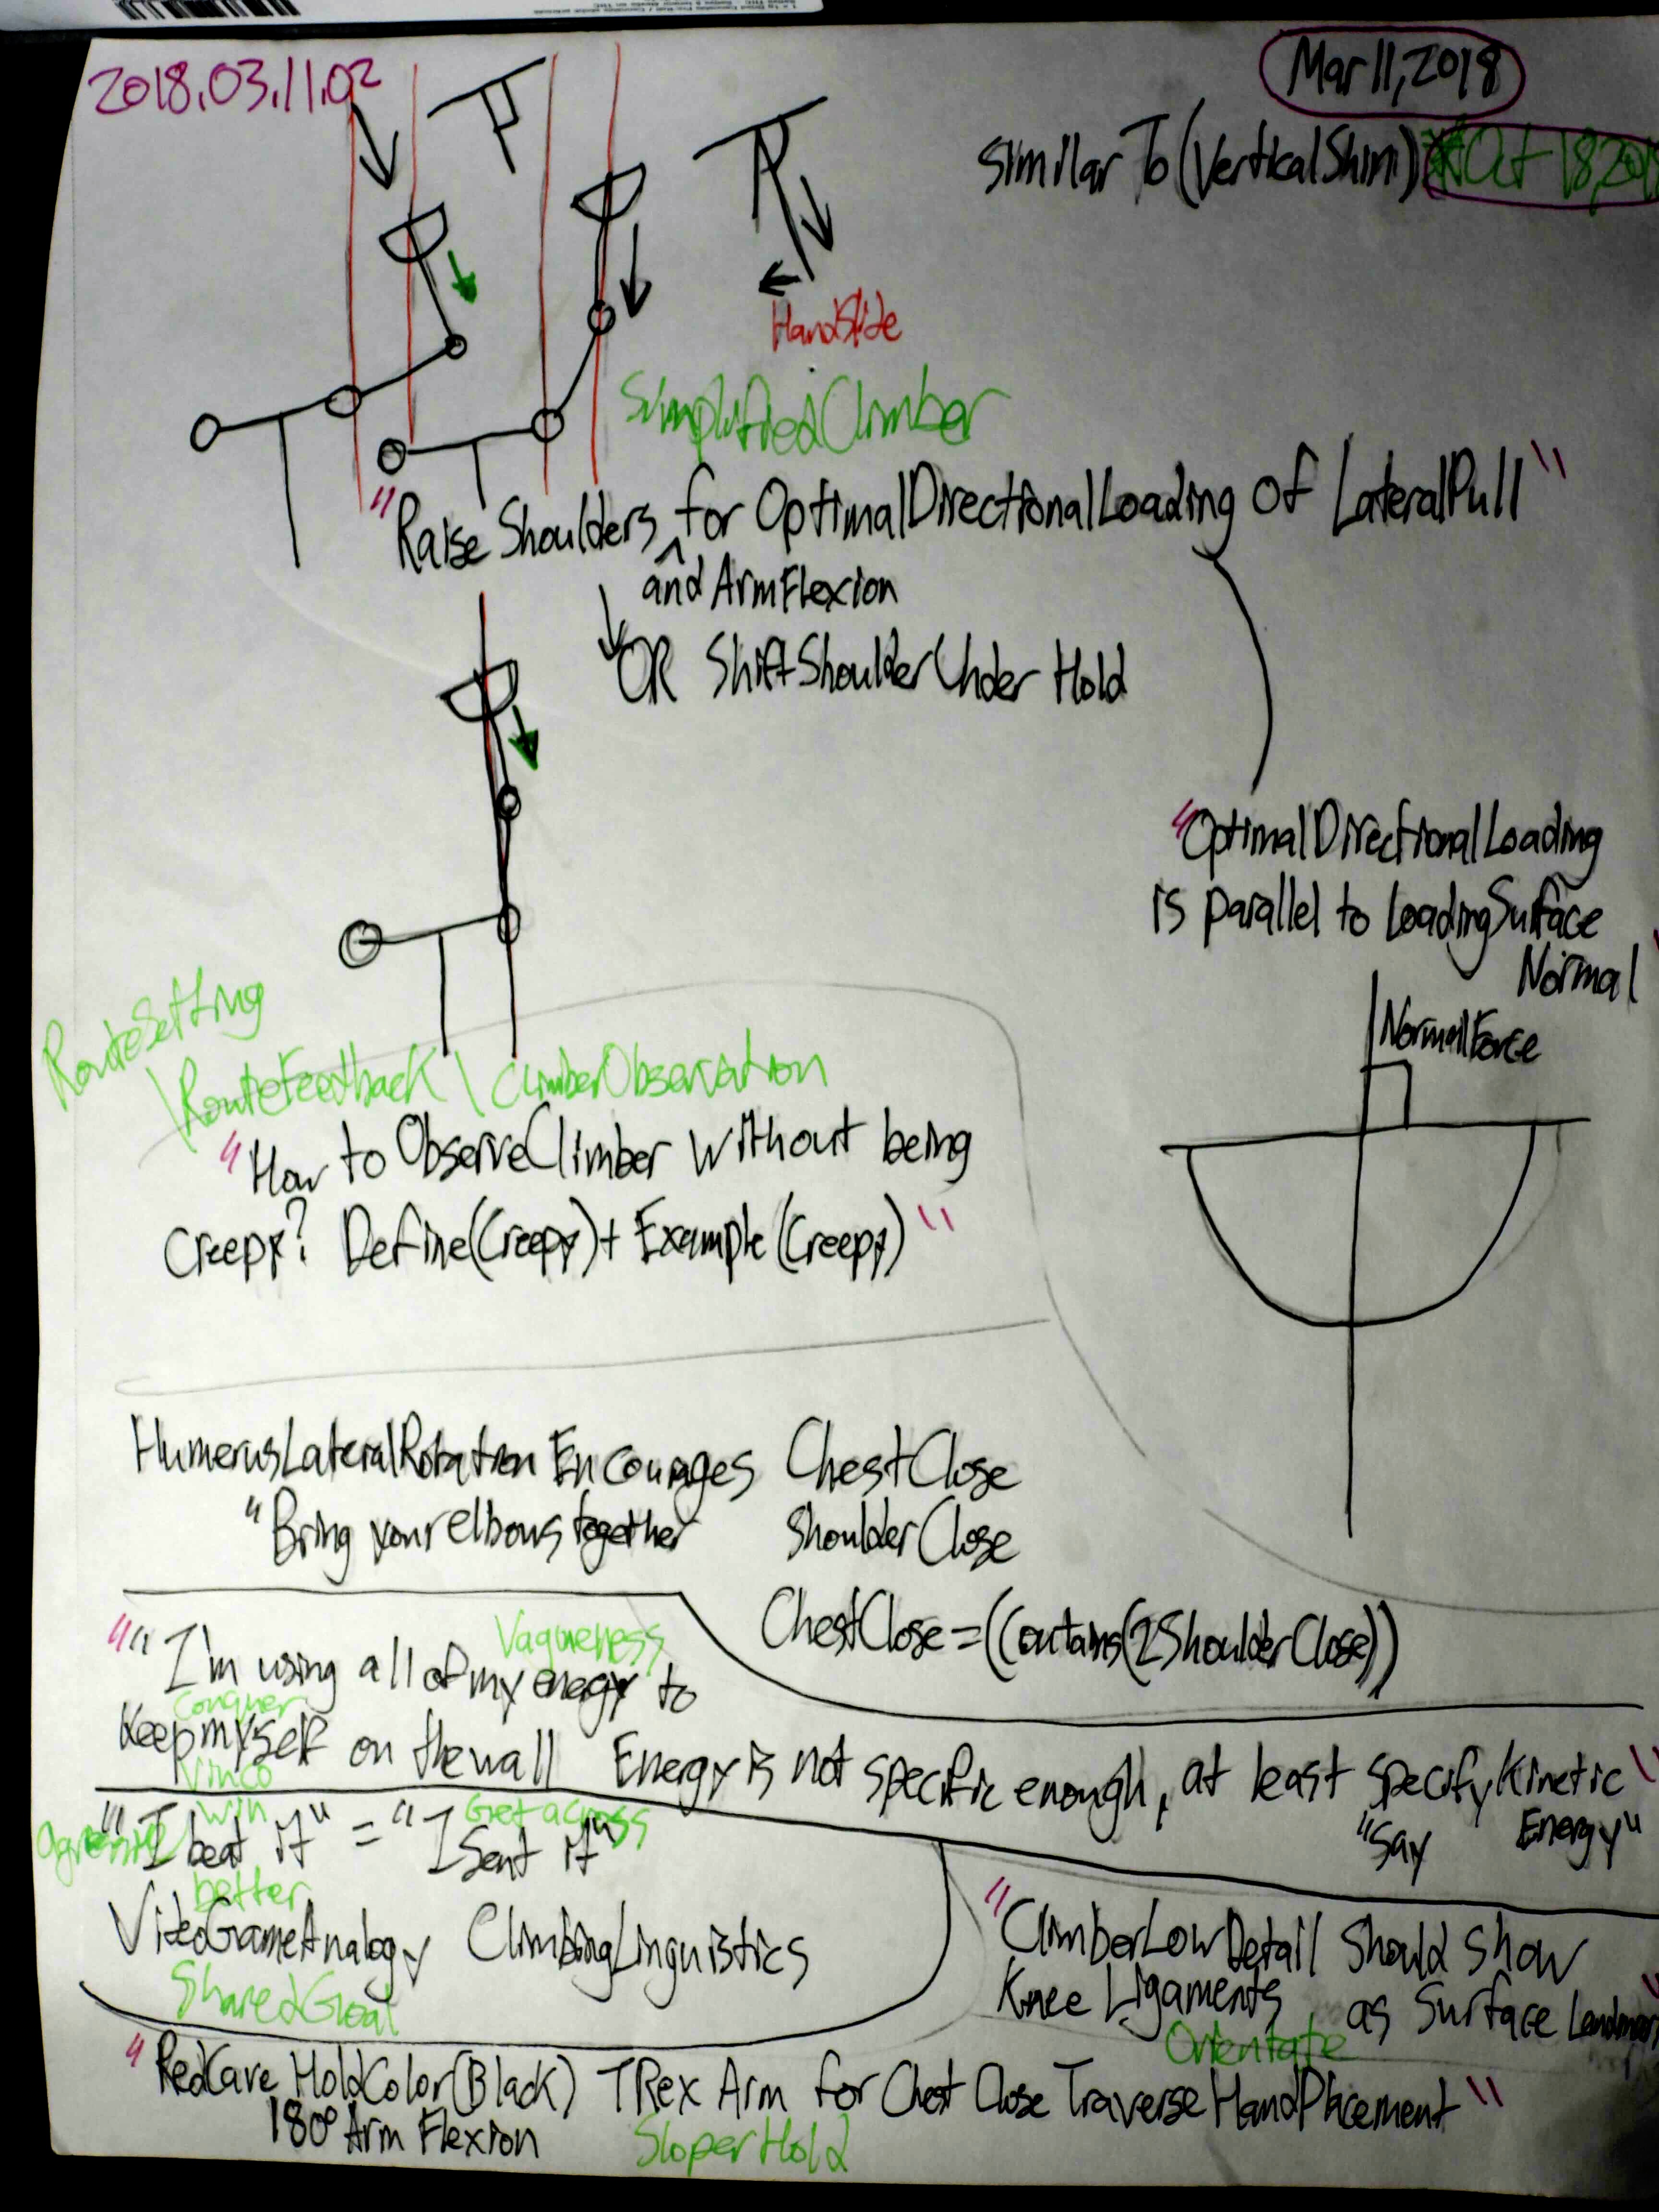 2018.03.11.02
Mar 11, 2018
Similar To (VerticalShin)
Oct 18, 201
HandSlide
SimplifiedClimber
"Raise Shoulders ^ for OptimalDirectionalLoading of LateralPull"
and ArmFlexion
OR ShiftShoulderUnder Hold
"OptimalDirectionalLoading
is parallel to LoadingSurface
Normal
NormalForce
RouteSetting
\RouteFeedback\ClimberObservation
"How to ObserveClimber without being
Creepy? Define(Creepy)+ Example(Creepy)"
HumerusLateralRotation Encourages ChestClose
"Bring your elbows together ShoulderClose
ChestClose=(Contains(2ShoulderClose))
Vagueness
""I'm using all of my energy to
Conquer
Keep myself on the wall Energy is not specific enough, at least specify Kinetic"
"Say Energy"
Vinco
Win Get across
"I beat it" = "I Sent it"
better
VideoGameAnalogy ClimbingLinguistics
SharedGoal
"ClimberLowDetail Should show
Knee Ligaments as Surface
Orientate
"RedCave HoldColor(Black) TRex Arm for Chest Close Traverse HandPlacement"
180° Arm Flexion SloperHold